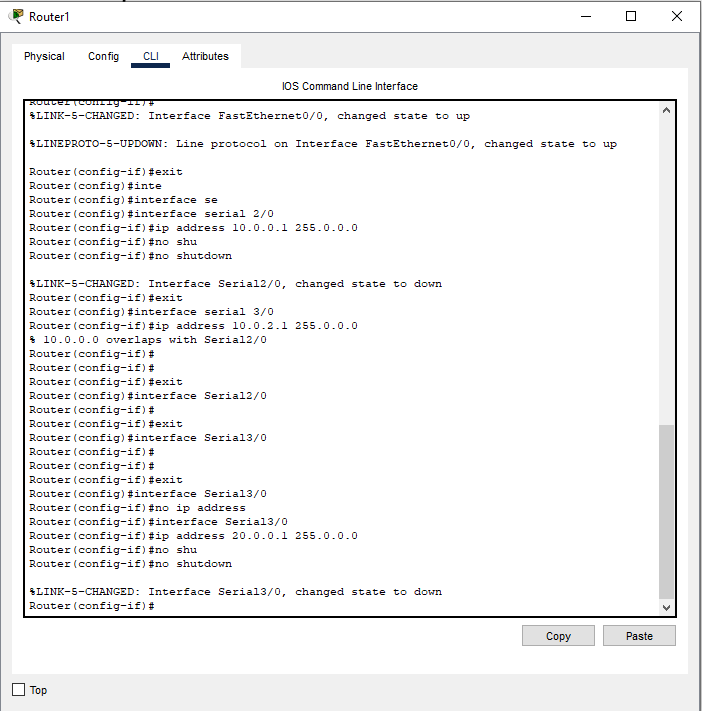 Router1
Physical Config CLI Attributes
IOS Command Line Interface
Router(config-if)#
%LINK-5-CHANGED: Interface FastEthernet0/0, changed state to up
%LINEPROTO-5-UPDOWN: Line protocol on Interface FastEthernet0/0, changed state to up
Router(config-if)#exit
Router(config)#inte
Router(config)#interface se
Router(config)#interface serial 2/0
Router(config-if)#ip address 10.0.0.1 255.0.0.0
Router(config-if)#no shu
Router(config-if)#no shutdown
%LINK-5-CHANGED: Interface Serial2/0, changed state to down
Router(config-if)#exit
Router(config)#interface serial 3/0
Router(config-if)#ip address 10.0.2.1 255.0.0.0
% 10.0.0.0 overlaps with Serial2/0
Router(config-if)#
Router(config-if)#
Router(config-if)#exit
Router(config)#interface Serial2/0
Router(config-if)#
Router(config-if)#exit
Router(config)#interface Serial3/0
Router(config-if)#
Router(config-if)#
Router(config-if)#exit
Router(config)#interface Serial3/0
Router(config-if)#no ip address
Router(config-if)#interface Serial3/0
Router(config-if)#ip address 20.0.0.1 255.0.0.0
Router(config-if)#no shu
Router(config-if)#no shutdown
%LINK-5-CHANGED: Interface Serial3/0, changed state to down
Router(config-if)#
Copy Paste
Top